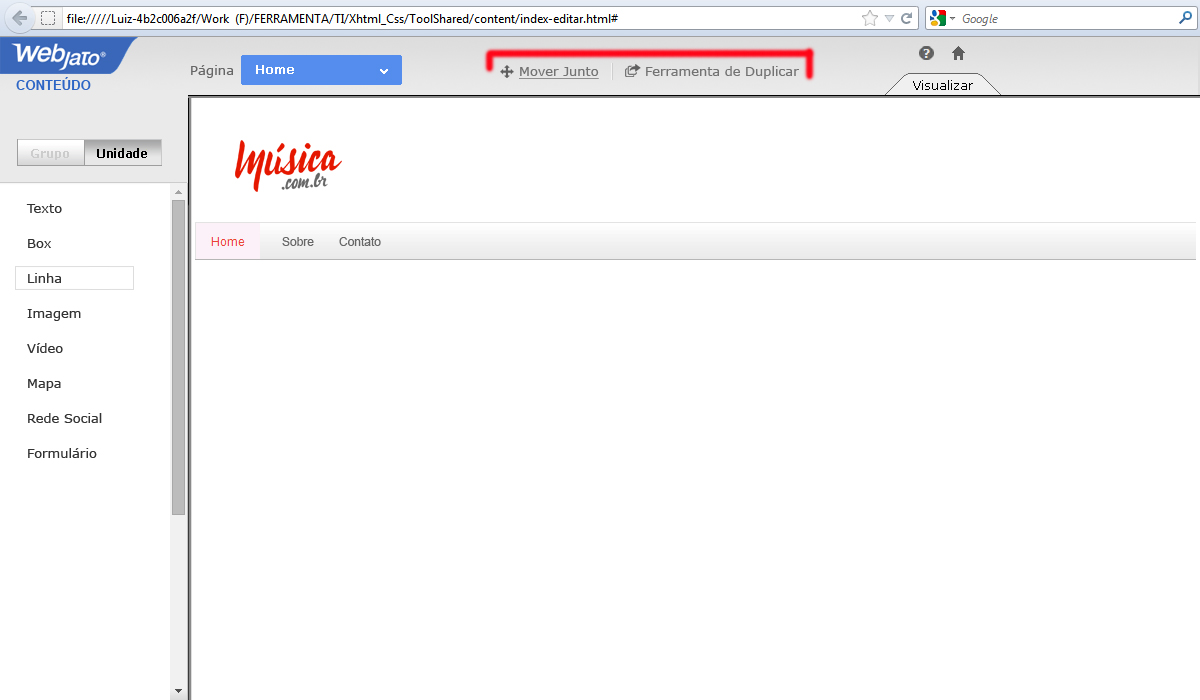 file://///Luiz-4b2c006a2f/Work (F)/FERRAMENTA/TI/Xhtml_Css/ToolShared/content/index-editar.html#
Google
Webjato®
CONTEÚDO
Página
Home
Mover Junto
Ferramenta de Duplicar
Visualizar
Grupo
Unidade
Texto
Box
Linha
Imagem
Vídeo
Mapa
Rede Social
Formulário
música
.com.br
Home
Sobre
Contato